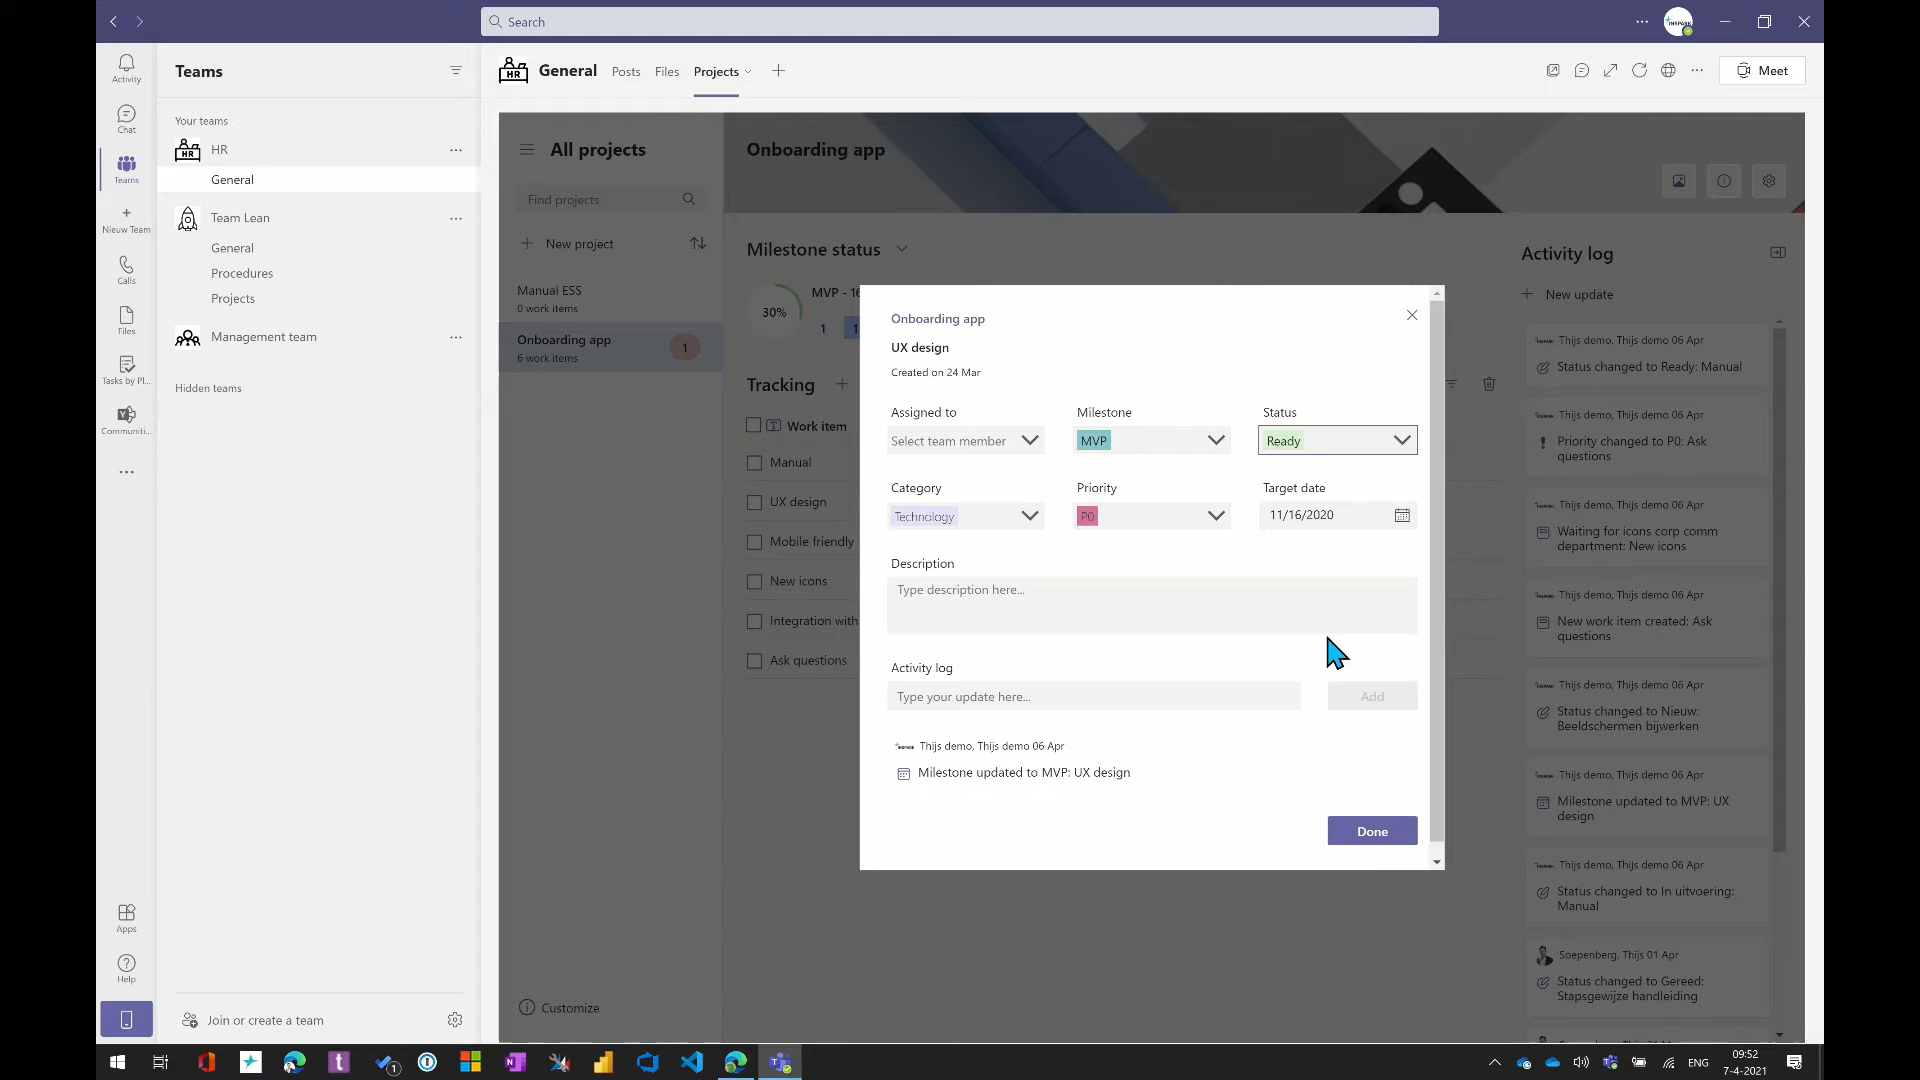 Search
INSPARK
Activity
Chat
Teams
Nieuw Team
Calls
Files
Tasks by Pl...
Communiti...
Apps
Help
Teams
Your teams
HR
HR
General
Team Lean
General
Procedures
Projects
Management team
Hidden teams
Join or create a team
HR
General
Posts
Files
Projects
Meet
All projects
Find projects
New project
Manual ESS
0 work items
Onboarding app
6 work items
1
Customize
Onboarding app
Milestone status
30%
MVP - 16
1
1
Tracking
Work item
Manual
UX design
Mobile friendly
New icons
Integration with
Ask questions
Onboarding app
UX design
Created on 24 Mar
Assigned to
Milestone
Status
Select team member
MVP
Ready
Category
Priority
Target date
Technology
P0
11/16/2020
Description
Type description here...
Activity log
Type your update here...
Add
Thijs demo, Thijs demo 06 Apr
Milestone updated to MVP: UX design
Done
Activity log
New update
Thijs demo, Thijs demo 06 Apr
Status changed to Ready: Manual
Thijs demo, Thijs demo 06 Apr
Priority changed to P0: Ask
questions
Thijs demo, Thijs demo 06 Apr
Waiting for icons corp comm
department: New icons
Thijs demo, Thijs demo 06 Apr
New work item created: Ask
questions
Thijs demo, Thijs demo 06 Apr
Status changed to Nieuw:
Beeldschermen bijwerken
Thijs demo, Thijs demo 06 Apr
Milestone updated to MVP: UX
design
Thijs demo, Thijs demo 06 Apr
Status changed to In uitvoering:
Manual
Soepenberg, Thijs 01 Apr
Status changed to Gereed:
Stapsgewijze handleiding
1
ENG
09:52
7-4-2021